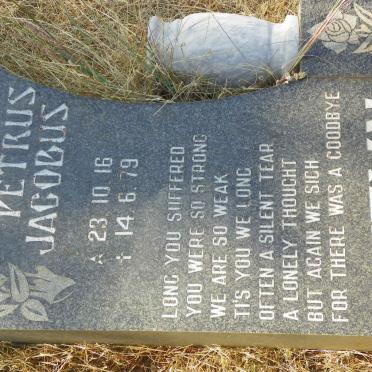 PETRUS
JACOBUS
23.10.16
14.6.79
LONG YOU SUFFERED
YOU WERE SO STRONG
WE ARE SO WEAK
TIS YOU WE LONG
OFTEN A SILENT TEAR
A LONELY THOUGHT
BUT AGAIN WE SIGH
FOR THERE WAS A GOODBYE